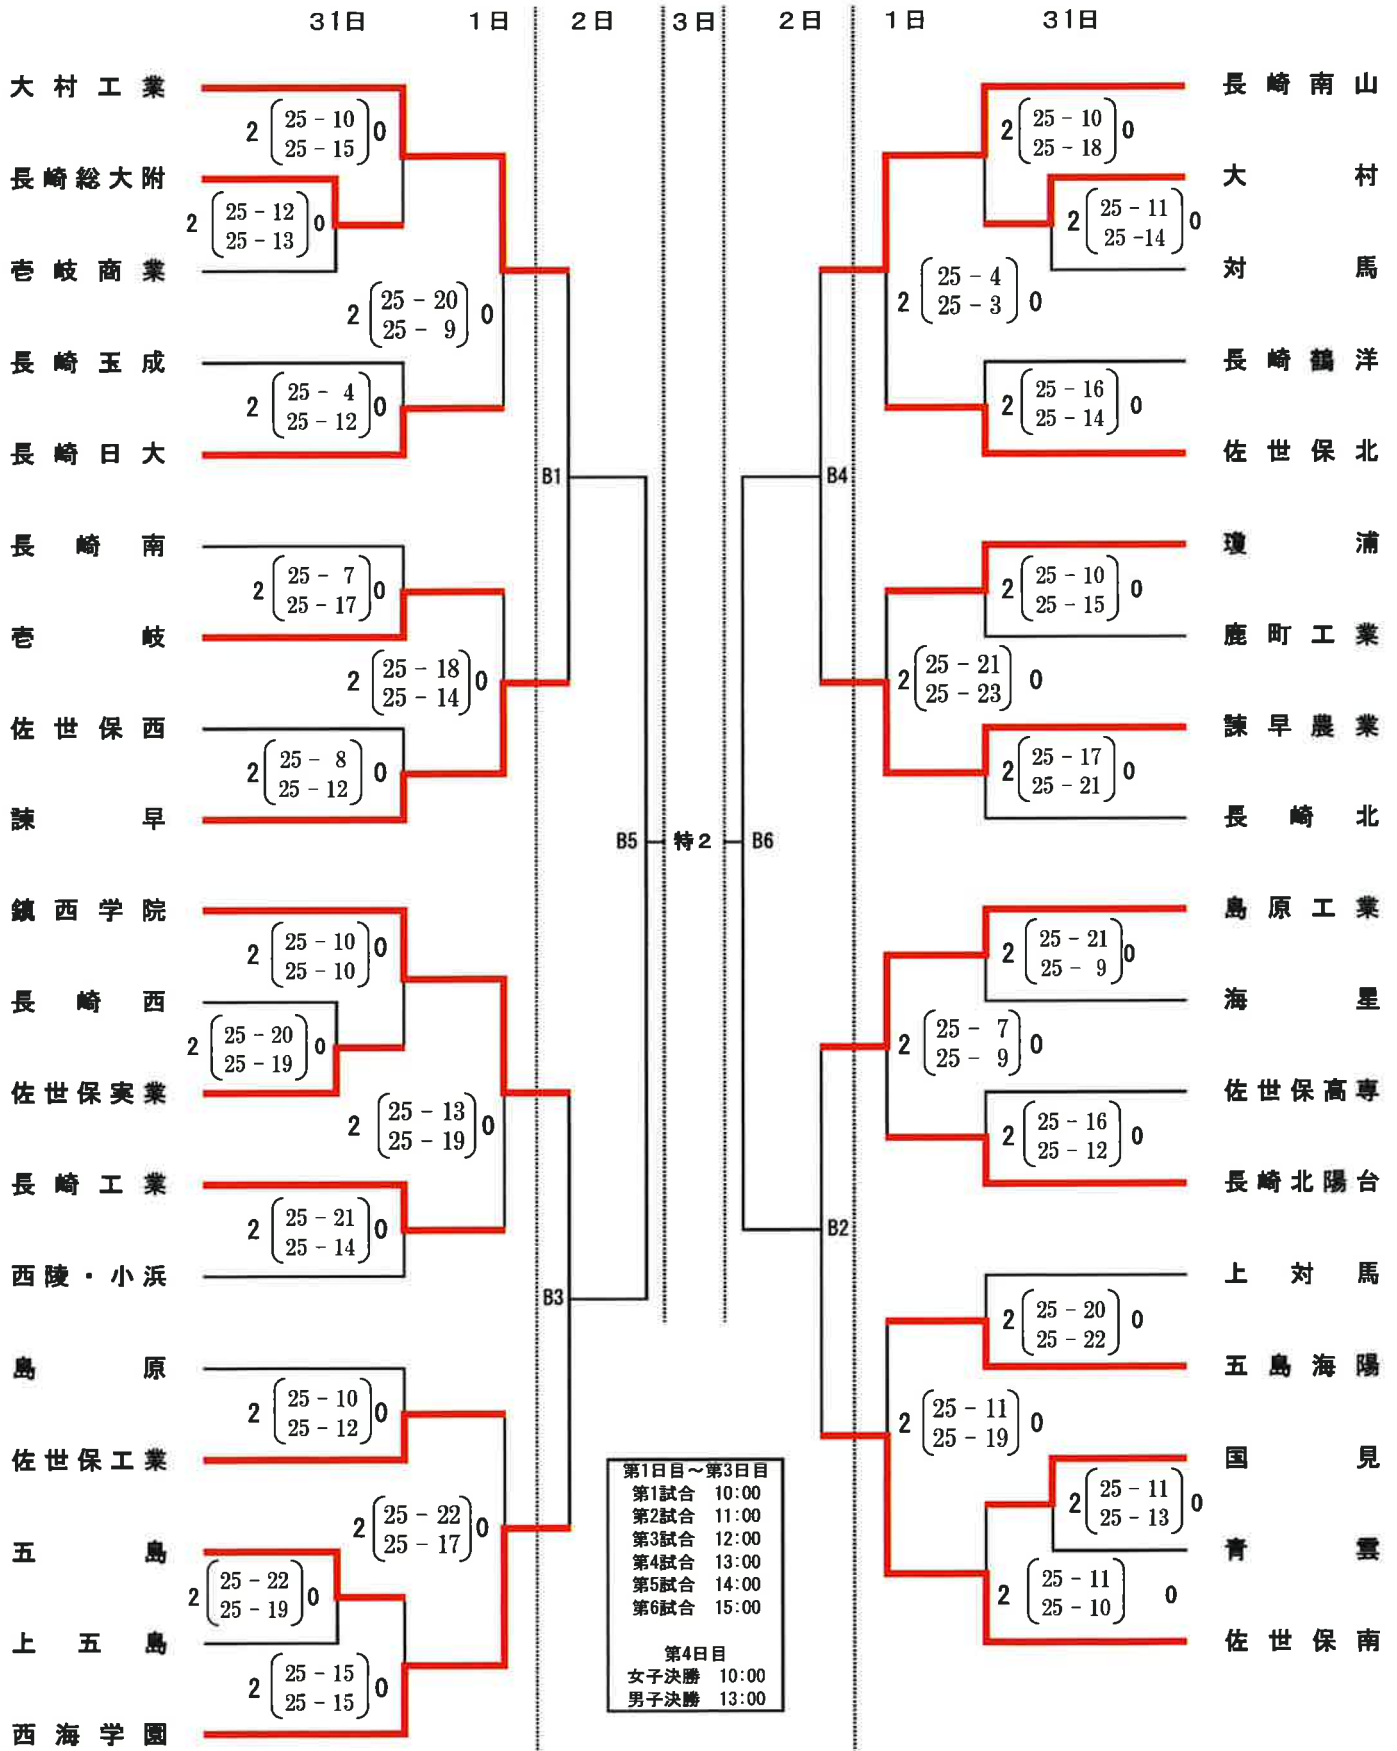 31日 1日 2日 3日 2日 1日 31日
大村工業
2 25-10 0
25-15
長崎総大附
2 25-12 0
25-13
壱岐商業
2 25-20 0
25-9
長崎玉成
2 25-4 0
25-12
長崎日大
B1
長崎南
2 25-7 0
25-17
壱岐
2 25-18 0
25-14
佐世保西
2 25-8 0
25-12
諫早
B5 特2 B6
鎮西学院
2 25-10 0
25-10
長崎西
2 25-20 0
25-19
佐世保実業
2 25-13 0
25-19
長崎工業
2 25-21 0
25-14
西陵・小浜
B3
島原
2 25-10 0
25-12
佐世保工業
2 25-22 0
25-17
五島
2 25-22 0
25-19
上五島
2 25-15 0
25-15
西海学園
長崎南山
2 25-10 0
25-18
大村
2 25-11 0
25-14
対馬
2 25-4 0
25-3
長崎鶴洋
2 25-16 0
25-14
佐世保北
B4
瓊浦
2 25-10 0
25-15
鹿町工業
2 25-21 0
25-23
諫早農業
2 25-17 0
25-21
長崎北
島原工業
2 25-21 0
25-9
海星
2 25-7 0
25-9
佐世保高専
2 25-16 0
25-12
長崎北陽台
B2
上対馬
2 25-20 0
25-22
五島海陽
2 25-11 0
25-19
国見
2 25-11 0
25-13
青雲
2 25-11 0
25-10
佐世保南
第1日目～第3日目
第1試合 10:00
第2試合 11:00
第3試合 12:00
第4試合 13:00
第5試合 14:00
第6試合 15:00
第4日目
女子決勝 10:00
男子決勝 13:00